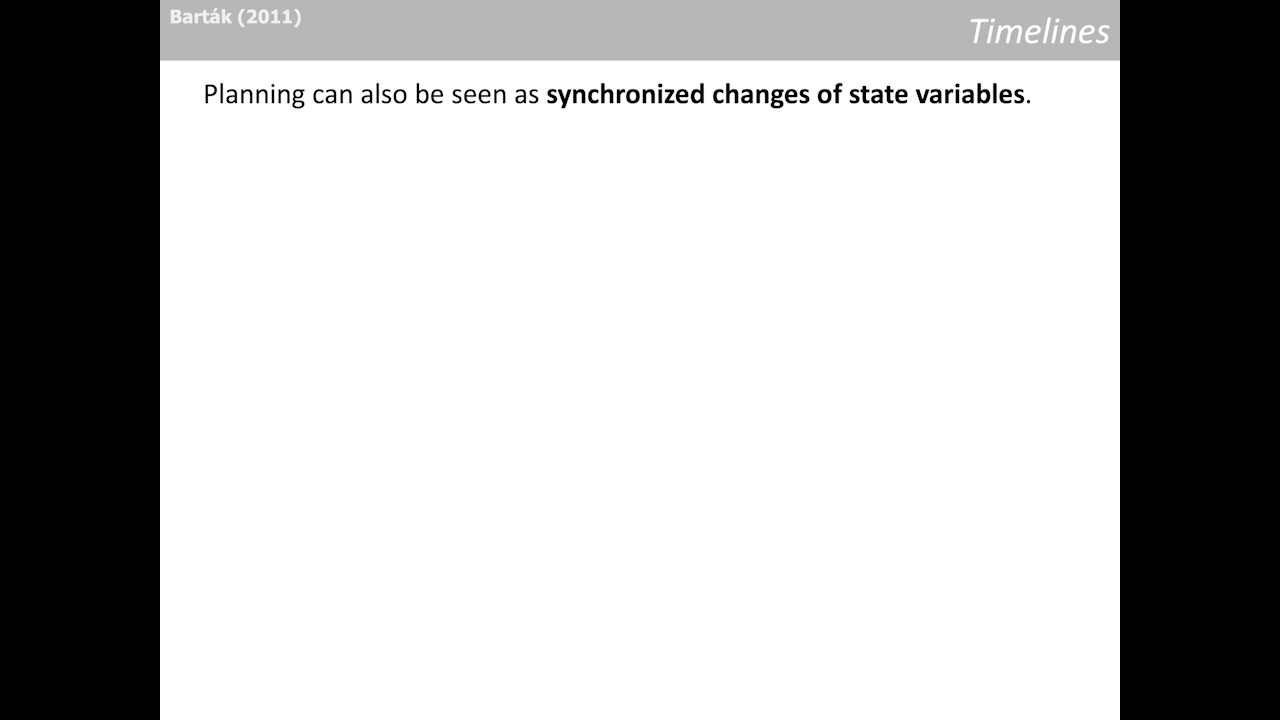 Barták (2011)
Timelines
Planning can also be seen as synchronized changes of state variables.